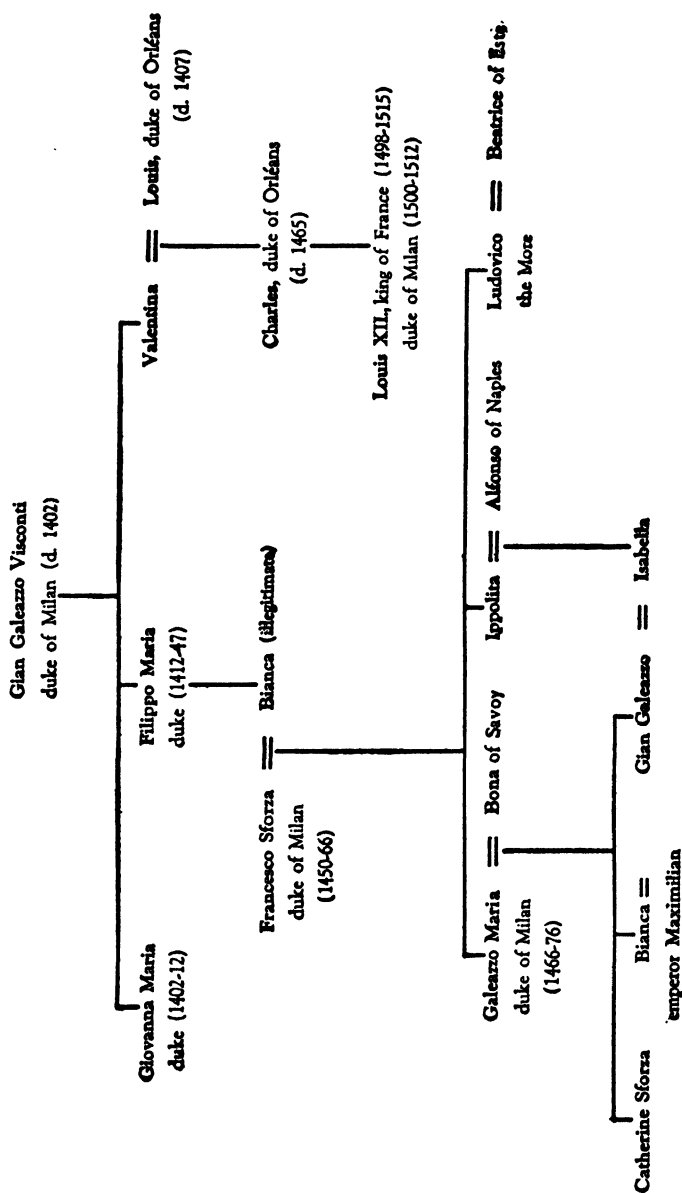 Gian Galeazzo Visconti
duke of Milan (d. 1402)
Giovanna Maria
duke (1402-12)
Filippo Maria
duke (1412-47)
Valentina = Louis, duke of Orléans
(d. 1407)
Francesco Sforza = Bianca (illegitimate)
duke of Milan
(1450-66)
Charles, duke of Orléans
(d. 1465)
Louis XII, king of France (1498-1515)
duke of Milan (1500-1512)
Galeazzo Maria = Bona of Savoy
duke of Milan
(1466-76)
Ippolita = Alfonso of Naples
Ludovico = Beatrice of Este.
the More
Catherine Sforza
Bianca =
emperor Maximilian
Gian Galeazzo = Isabella